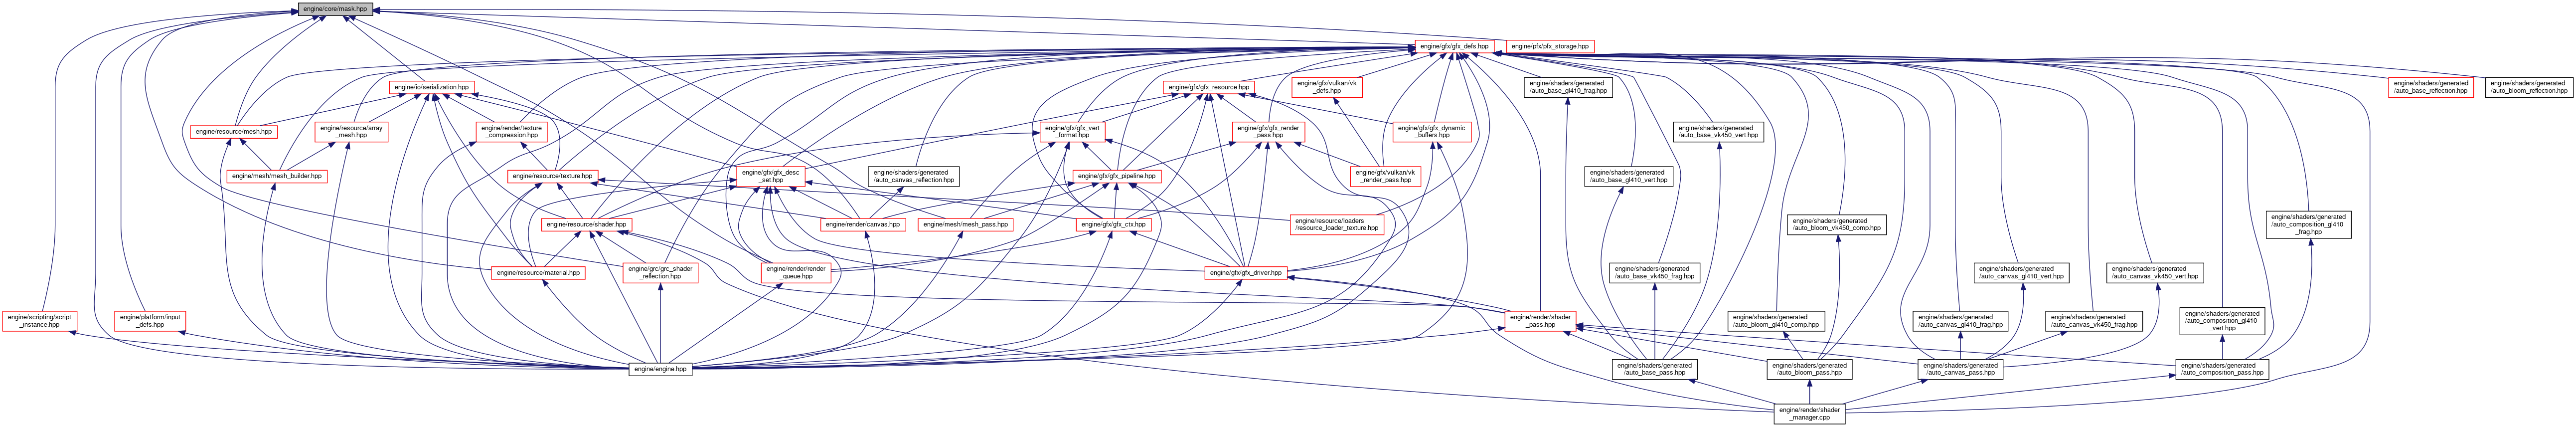 engine/core/mask.hpp
engine/gfx/gfx_defs.hpp
engine/pfx/pfx_storage.hpp
engine/io/serialization.hpp
engine/gfx/gfx_resource.hpp
engine/gfx/vulkan/vk
_defs.hpp
engine/shaders/generated
/auto_base_gl410_frag.hpp
engine/shaders/generated
/auto_base_reflection.hpp
engine/shaders/generated
/auto_bloom_reflection.hpp
engine/resource/mesh.hpp
engine/resource/array
_mesh.hpp
engine/render/texture
_compression.hpp
engine/gfx/gfx_vert
_format.hpp
engine/gfx/gfx_render
_pass.hpp
engine/gfx/gfx_dynamic
_buffers.hpp
engine/shaders/generated
/auto_base_vk450_vert.hpp
engine/mesh/mesh_builder.hpp
engine/resource/texture.hpp
engine/gfx/gfx_desc
_set.hpp
engine/shaders/generated
/auto_canvas_reflection.hpp
engine/gfx/gfx_pipeline.hpp
engine/gfx/vulkan/vk
_render_pass.hpp
engine/shaders/generated
/auto_base_gl410_vert.hpp
engine/resource/shader.hpp
engine/render/canvas.hpp
engine/mesh/mesh_pass.hpp
engine/gfx/gfx_ctx.hpp
engine/resource/loaders
/resource_loader_texture.hpp
engine/shaders/generated
/auto_bloom_vk450_comp.hpp
engine/shaders/generated
/auto_composition_gl410
_frag.hpp
engine/resource/material.hpp
engine/grc/grc_shader
_reflection.hpp
engine/render/render
_queue.hpp
engine/gfx/gfx_driver.hpp
engine/shaders/generated
/auto_base_vk450_frag.hpp
engine/shaders/generated
/auto_canvas_gl410_vert.hpp
engine/shaders/generated
/auto_canvas_vk450_vert.hpp
engine/scripting/script
_instance.hpp
engine/platform/input
_defs.hpp
engine/render/shader
_pass.hpp
engine/shaders/generated
/auto_bloom_gl410_comp.hpp
engine/shaders/generated
/auto_canvas_gl410_frag.hpp
engine/shaders/generated
/auto_canvas_vk450_frag.hpp
engine/shaders/generated
/auto_composition_gl410
_vert.hpp
engine/engine.hpp
engine/shaders/generated
/auto_base_pass.hpp
engine/shaders/generated
/auto_bloom_pass.hpp
engine/shaders/generated
/auto_canvas_pass.hpp
engine/shaders/generated
/auto_composition_pass.hpp
engine/render/shader
_manager.cpp